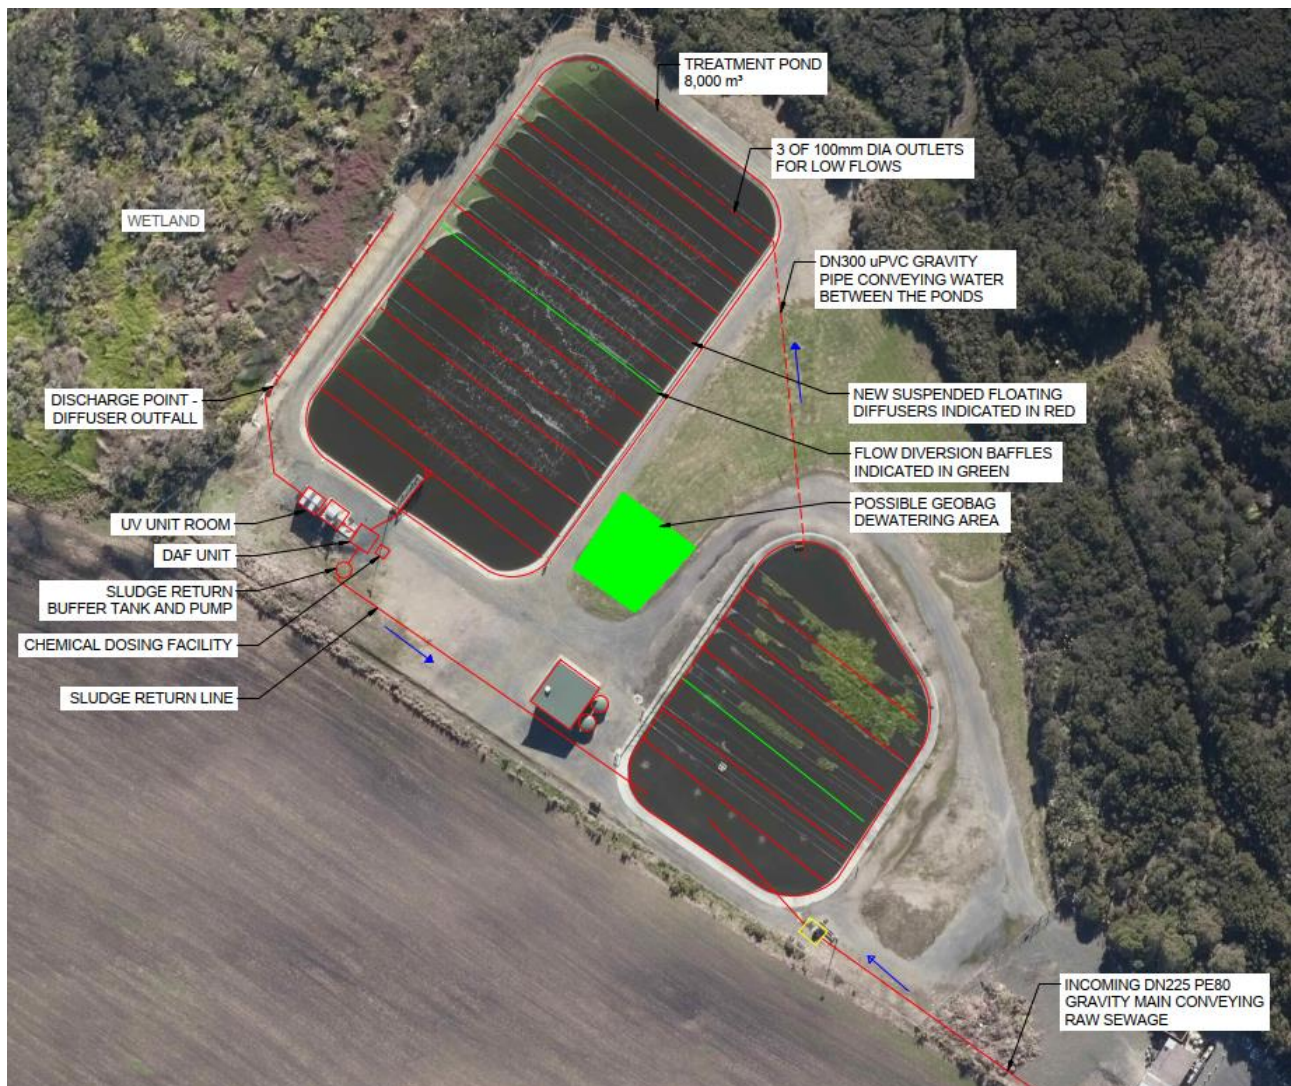 TREATMENT POND
8,000 m³
3 OF 100mm DIA OUTLETS
FOR LOW FLOWS
WETLAND
DN300 uPVC GRAVITY
PIPE CONVEYING WATER
BETWEEN THE PONDS
DISCHARGE POINT -
DIFFUSER OUTFALL
NEW SUSPENDED FLOATING
DIFFUSERS INDICATED IN RED
FLOW DIVERSION BAFFLES
INDICATED IN GREEN
POSSIBLE GEOBAG
DEWATERING AREA
UV UNIT ROOM
DAF UNIT
SLUDGE RETURN
BUFFER TANK AND PUMP
CHEMICAL DOSING FACILITY
SLUDGE RETURN LINE
INCOMING DN225 PE80
GRAVITY MAIN CONVEYING
RAW SEWAGE